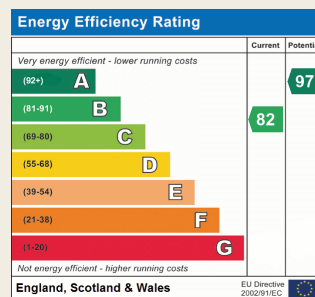 Energy Efficiency Rating
Current Potenti
Very energy efficient - lower running costs
(92+) A 97
(81-91) B 82
(69-80) C
(55-68) D
(39-54) E
(21-38) F
(1-20) G
Not energy efficient - higher running costs
England, Scotland & Wales
EU Directive
2002/91/EC